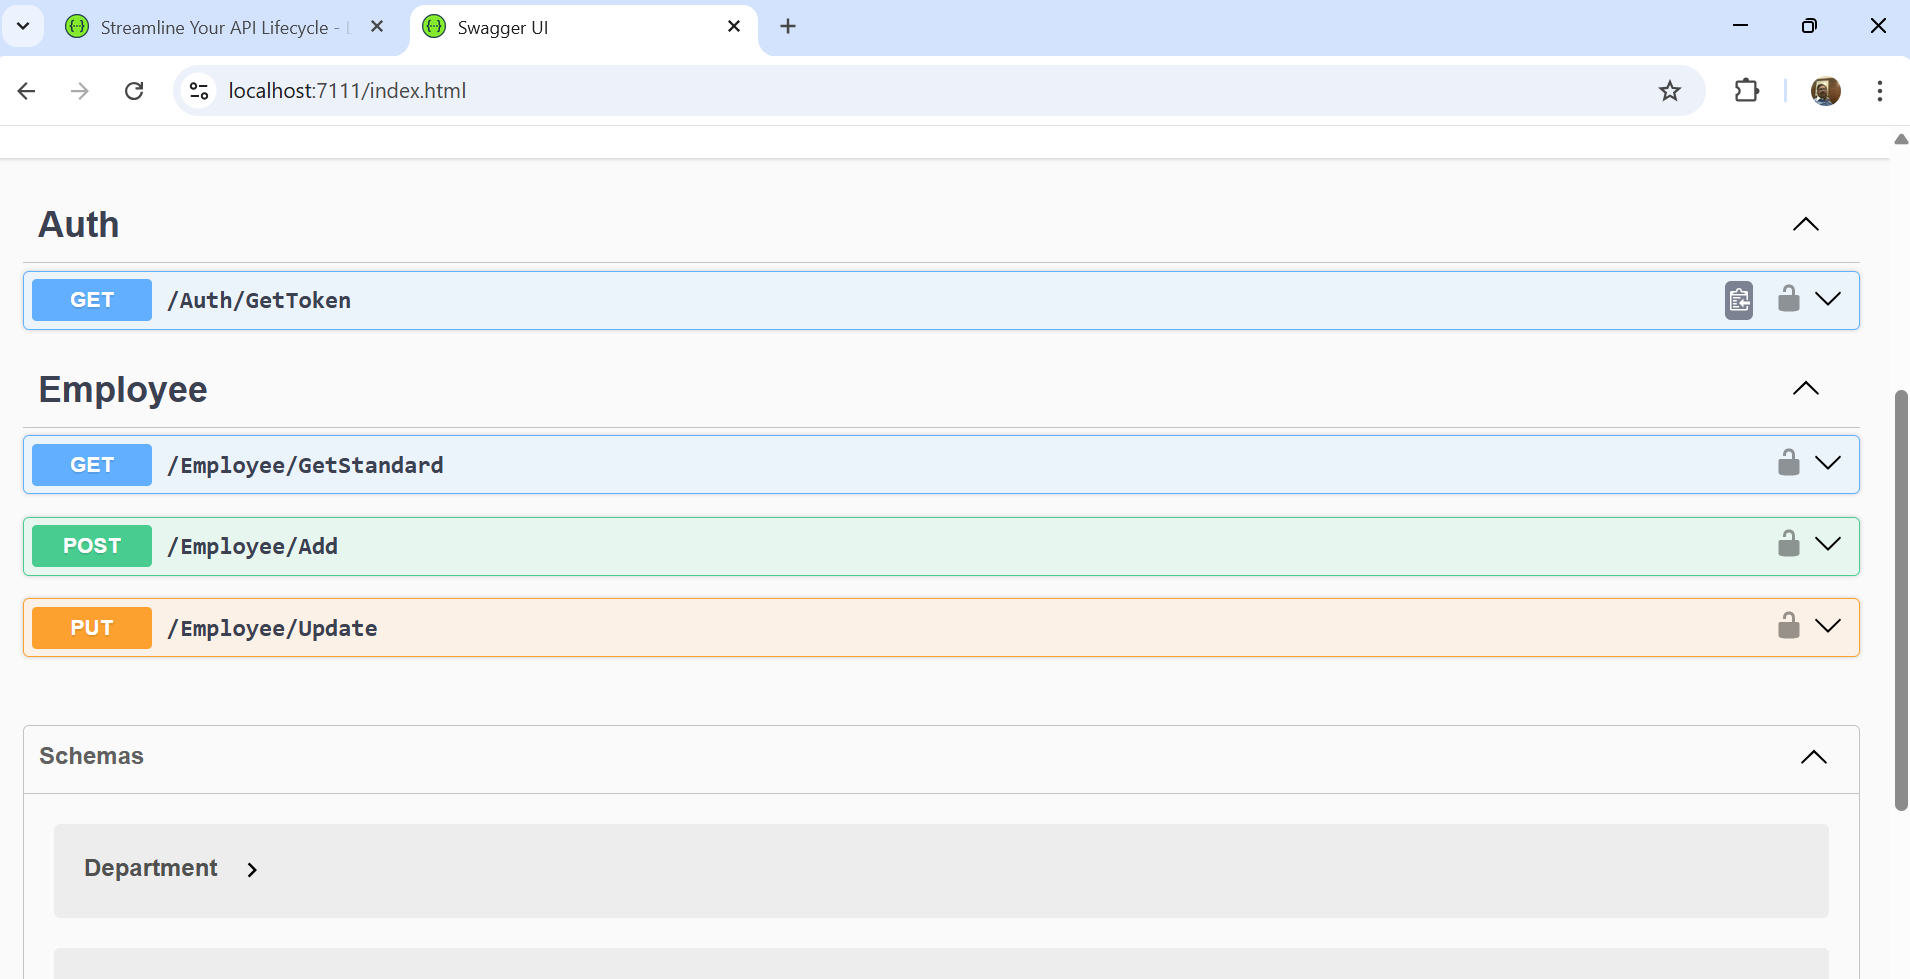 Streamline Your API Lifecycle -
Swagger UI
localhost:7111/index.html
Auth
GET /Auth/GetToken
Employee
GET /Employee/GetStandard
POST /Employee/Add
PUT /Employee/Update
Schemas
Department